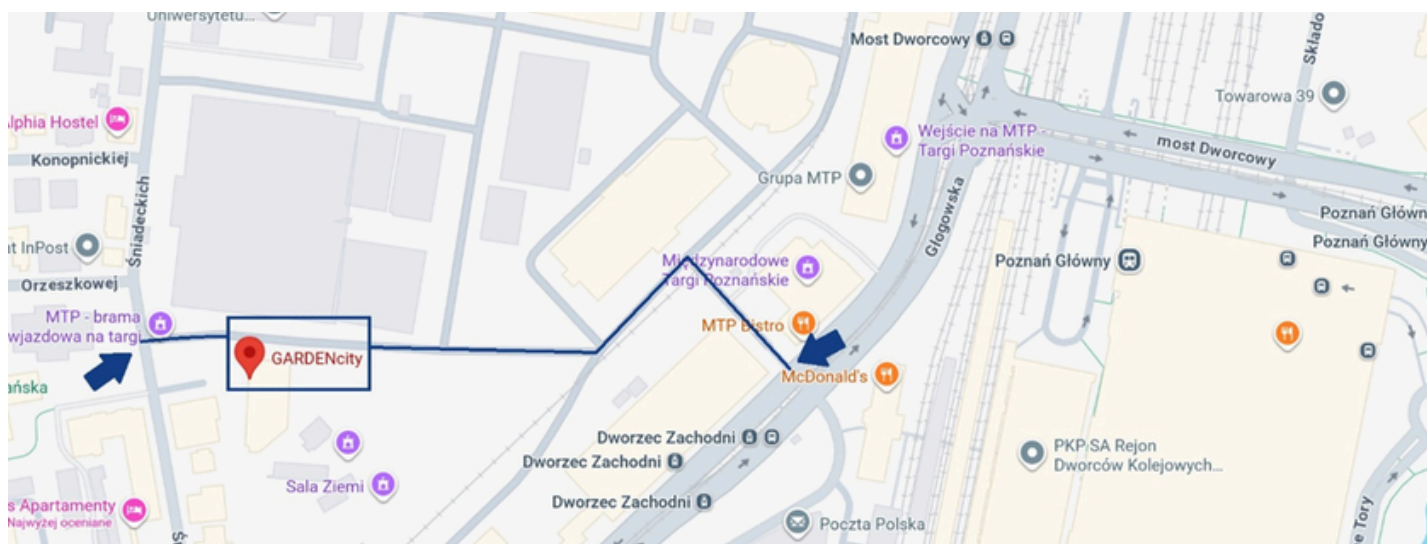 Uniwersytetu...
Most Dworcowy
Składo
Towarowa 39
Alphia Hostel
Wejście na MTP -
Targi Poznańskie
most Dworcowy
Konopnickiej
Grupa MTP
Śniadeckich
Głogowska
Poznań Główn
Poznań Główny
nt InPost
Międzynarodowe
Targi Poznańskie
Poznań Główny
Orzeszkowej
MTP - brama
wjazdowa na targi
MTP Bistro
GARDENcity
McDonald's
ańska
Dworzec Zachodni
Dworzec Zachodni
PKP SA Rejon
Dworców Kolejowych...
Sala Ziemi
Dworzec Zachodni
s Apartamenty
Najwyżej oceniane
Poczta Polska
e Tory